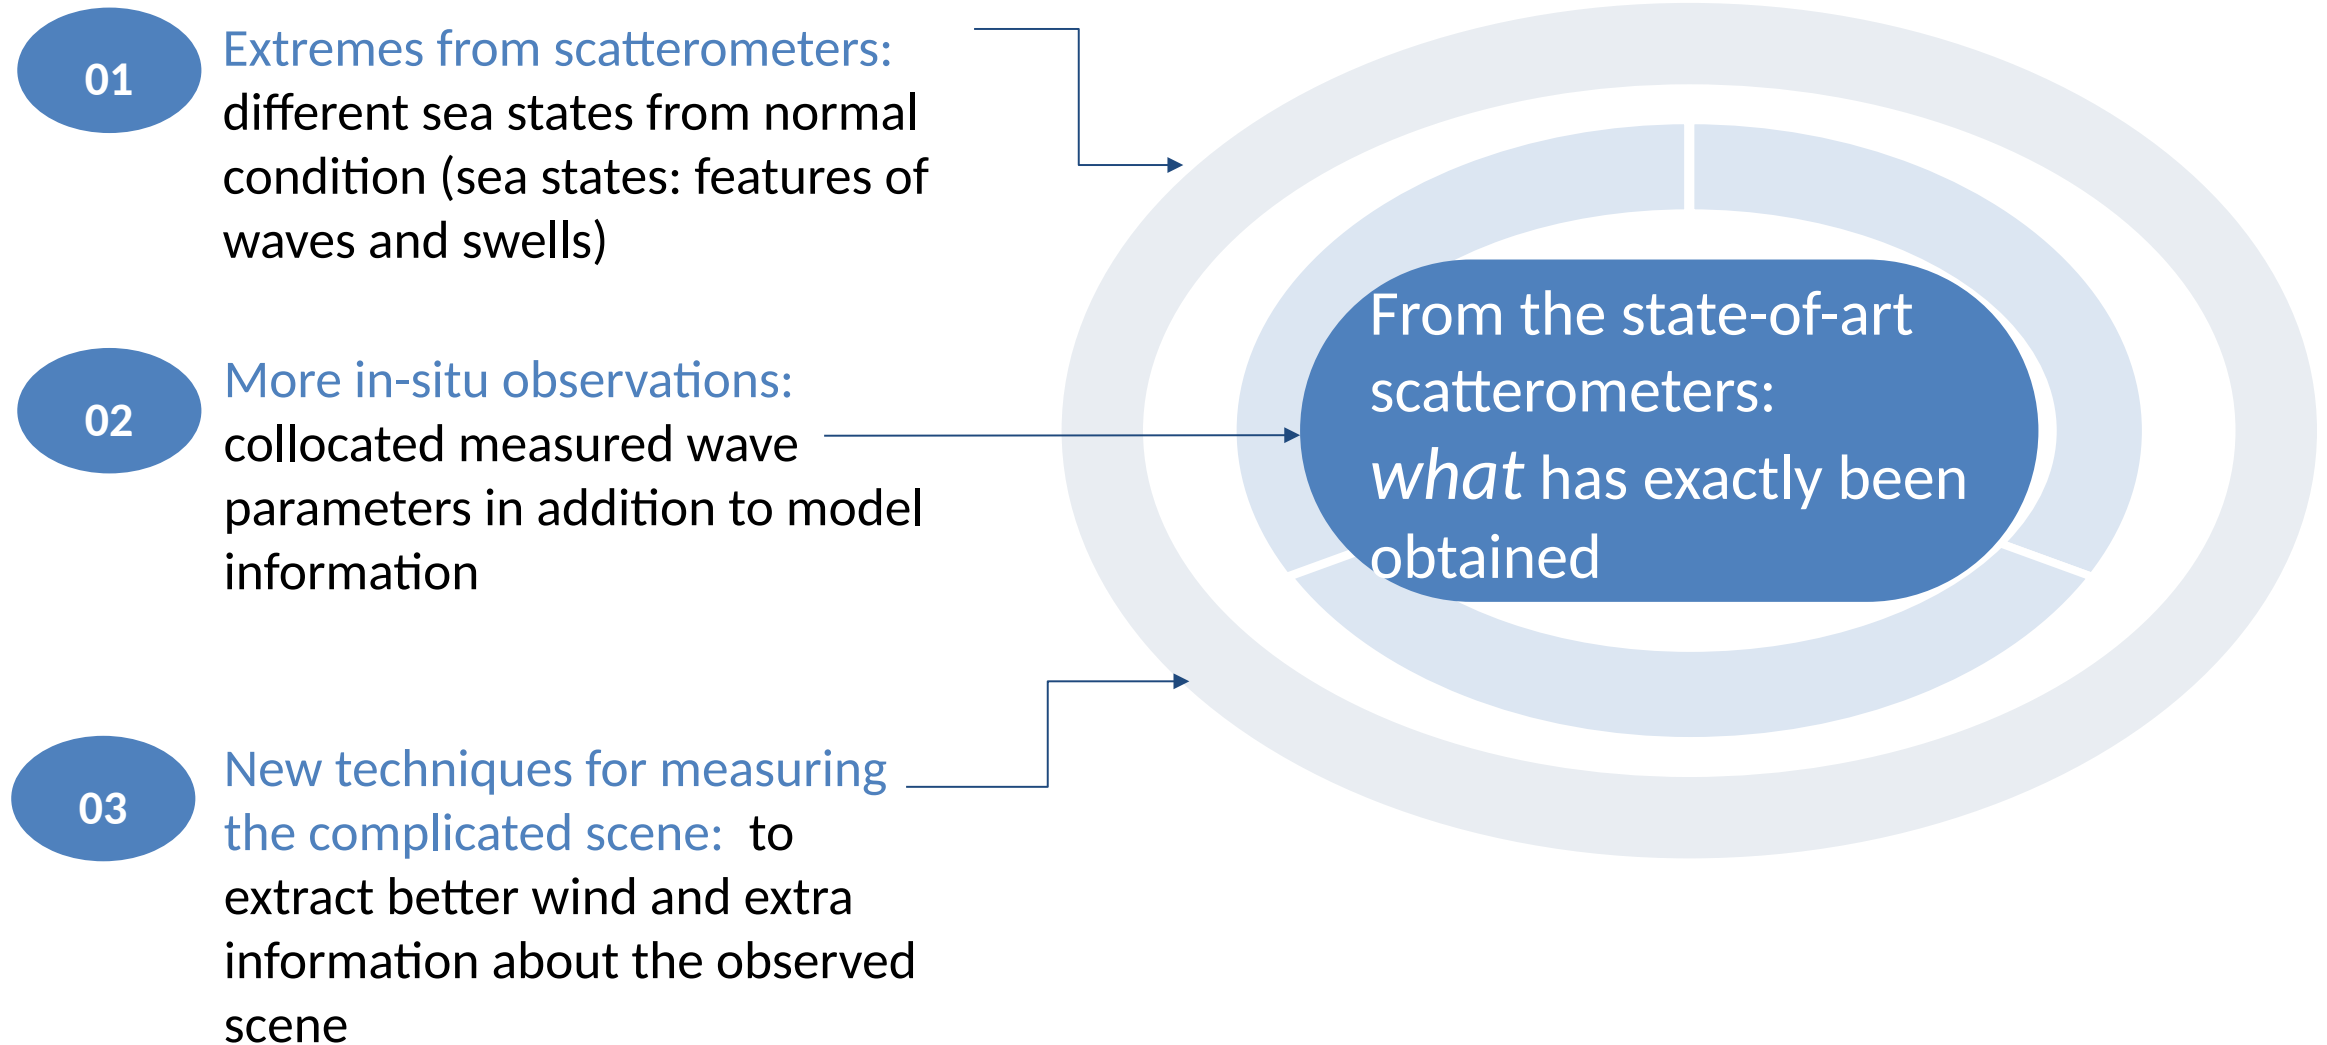 01
Extremes from scatterometers:
different sea states from normal
condition (sea states: features of
waves and swells)
02
More in-situ observations:
collocated measured wave
parameters in addition to model
information
03
New techniques for measuring
the complicated scene: to
extract better wind and extra
information about the observed
scene
From the state-of-art
scatterometers:
what has exactly been
obtained